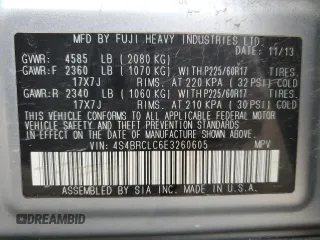 MFD BY FUJI HEAVY INDUSTRIES LTD.
DATE: 11/13
GVWR: 4585 LB (2080 KG)
GAWR:F 2360 LB (1070 KG) WITH P225/60R17 TIRES
17X7J RIMS, AT 220 KPA (32 PSI) COLD
GAWR:R 2340 LB (1060 KG) WITH P225/60R17 TIRES
17X7J RIMS, AT 210 KPA (30 PSI) COLD
THIS VEHICLE CONFORMS TO ALL APPLICABLE
FEDERAL MOTOR VEHICLE SAFETY STANDARDS
IN EFFECT ON THE DATE OF MANUFACTURE SHOWN ABOVE.
VIN: 4S4BRCLC6E3260605 MPV
ASSEMBLED BY SIA INC. MADE IN U.S.A.
DREAMBID